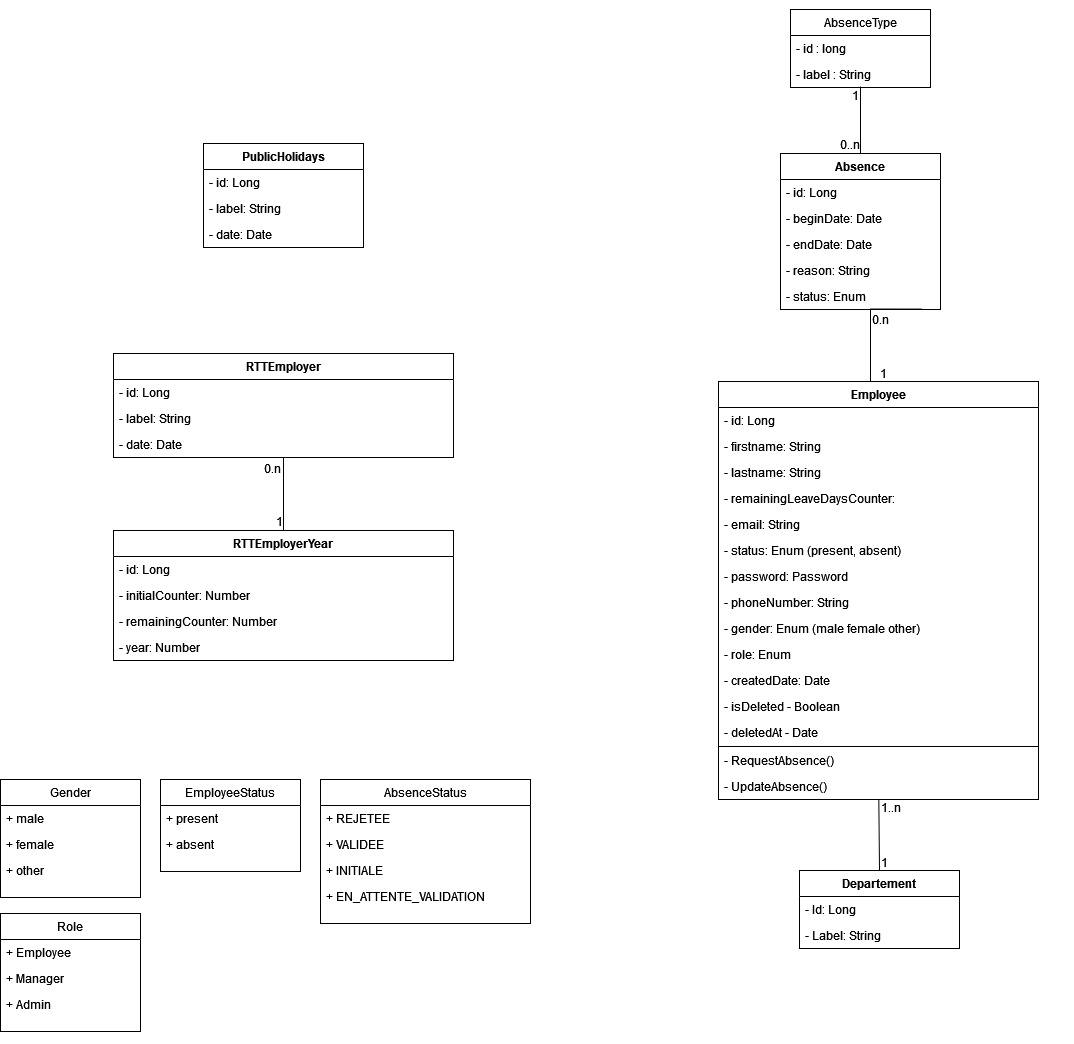 AbsenceType
- id : long
- label : String
1
0..n
PublicHolidays
- id: Long
- label: String
- date: Date
Absence
- id: Long
- beginDate: Date
- endDate: Date
- reason: String
- status: Enum
0.n
1
RTTEmployer
- id: Long
- label: String
- date: Date
0.n
1
RTTEmployerYear
- id: Long
- initialCounter: Number
- remainingCounter: Number
- year: Number
Employee
- id: Long
- firstname: String
- lastname: String
- remainingLeaveDaysCounter:
- email: String
- status: Enum (present, absent)
- password: Password
- phoneNumber: String
- gender: Enum (male female other)
- role: Enum
- createdDate: Date
- isDeleted - Boolean
- deletedAt - Date
- RequestAbsence()
- UpdateAbsence()
1..n
1
Departement
- Id: Long
- Label: String
Gender
+ male
+ female
+ other
EmployeeStatus
+ present
+ absent
AbsenceStatus
+ REJETEE
+ VALIDEE
+ INITIALE
+ EN_ATTENTE_VALIDATION
Role
+ Employee
+ Manager
+ Admin